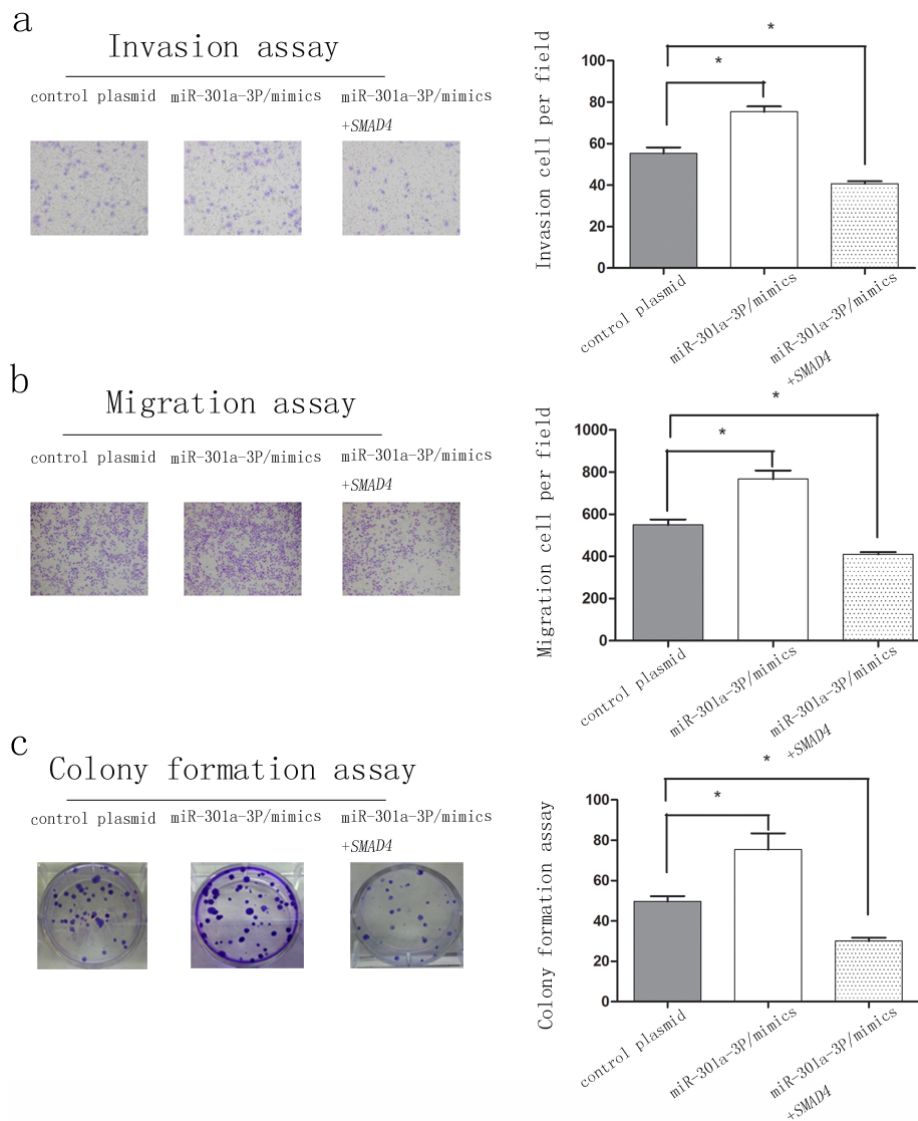 a
Invasion assay
control plasmid miR-301a-3P/mimics miR-301a-3P/mimics
+SMAD4
Invasion cell per field
100
80
60
40
20
0
*
*
control plasmid
miR-301a-3P/mimics
miR-301a-3P/mimics
+SMAD4
b
Migration assay
control plasmid miR-301a-3P/mimics miR-301a-3P/mimics
+SMAD4
Migration cell per field
1000
800
600
400
200
0
*
*
control plasmid
miR-301a-3P/mimics
miR-301a-3P/mimics
+SMAD4
c
Colony formation assay
control plasmid miR-301a-3P/mimics miR-301a-3P/mimics
+SMAD4
Colony formation assay
100
80
60
40
20
0
*
*
control plasmid
miR-301a-3P/mimics
miR-301a-3P/mimics
+SMAD4